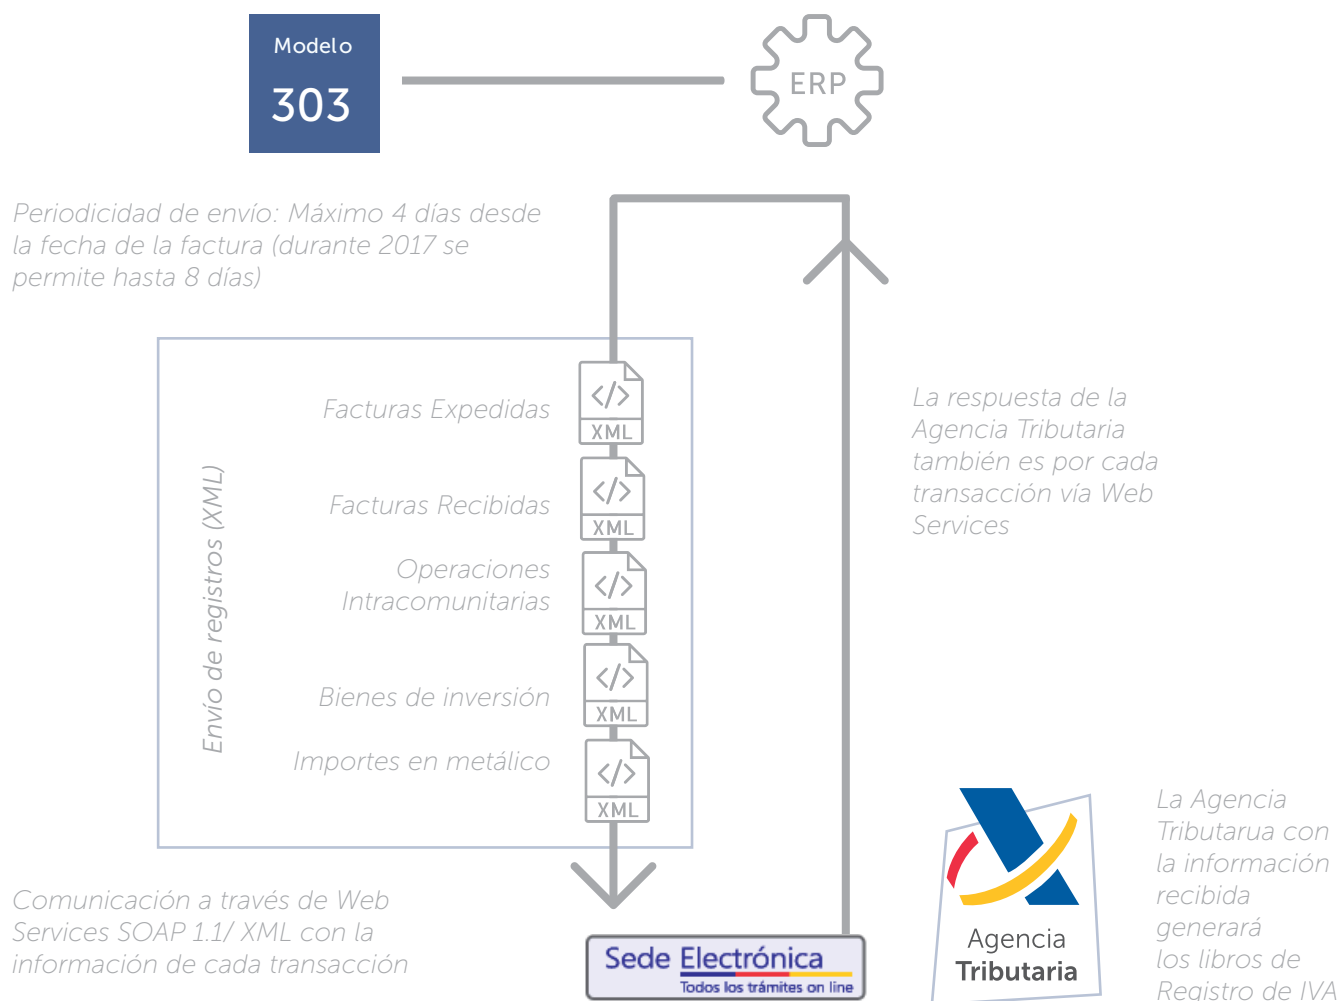 Modelo
303
ERP
Periodicidad de envío: Máximo 4 días desde
la fecha de la factura (durante 2017 se
permite hasta 8 días)
Envío de registros (XML)
Facturas Expedidas
</>
XML
Facturas Recibidas
</>
XML
Operaciones
Intracomunitarias
</>
XML
Bienes de inversión
</>
XML
Importes en metálico
</>
XML
La respuesta de la
Agencia Tributaria
también es por cada
transacción vía Web
Services
Comunicación a través de Web
Services SOAP 1.1/ XML con la
información de cada transacción
Sede Electrónica
Todos los trámites on line
Agencia
Tributaria
La Agencia
Tributarua con
la información
recibida
generará
los libros de
Registro de IVA